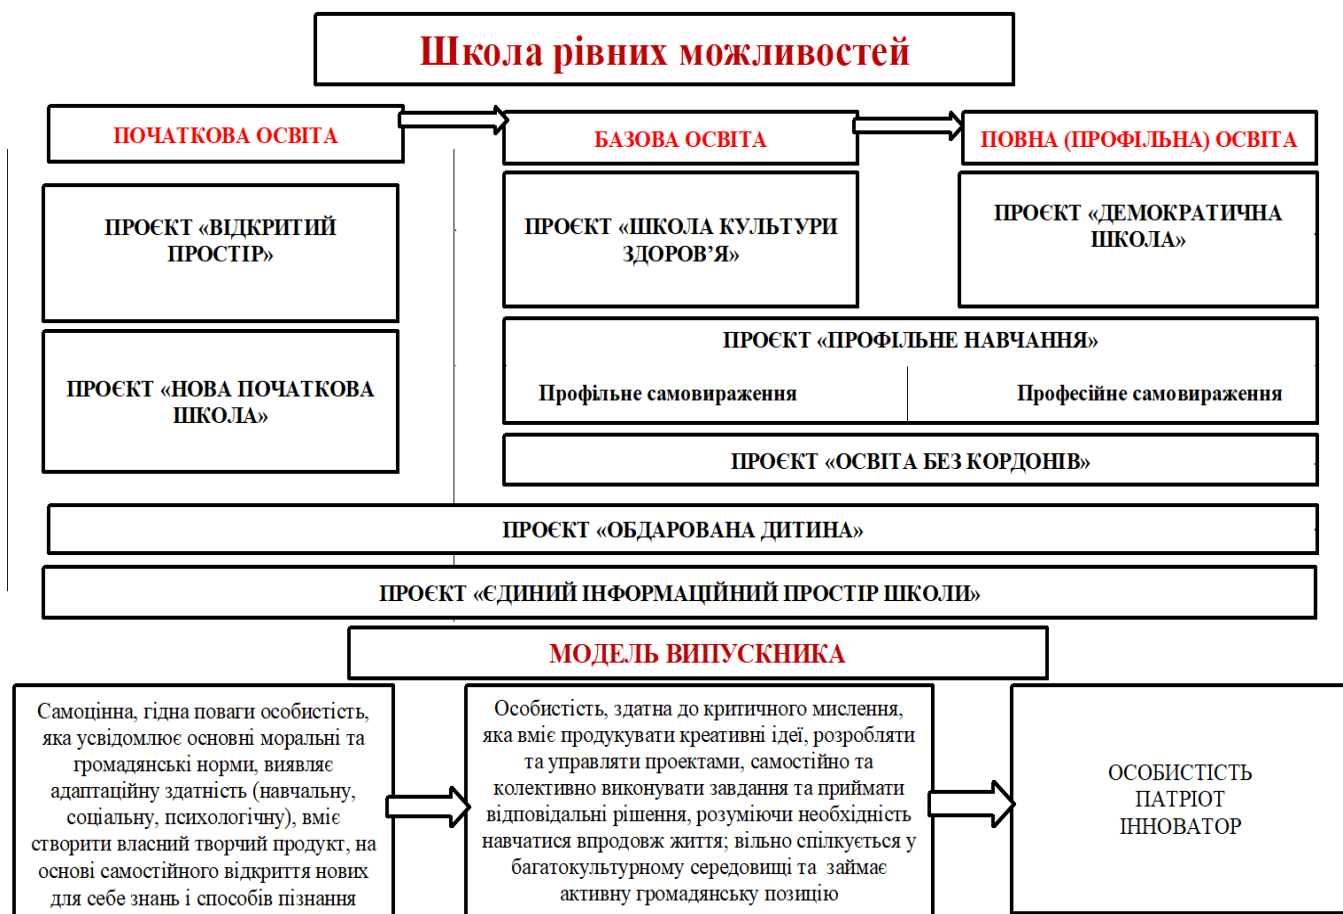 Школа рівних можливостей
ПОЧАТКОВА ОСВІТА
БАЗОВА ОСВІТА
ПОВНА (ПРОФІЛЬНА) ОСВІТА
ПРОЄКТ «ВІДКРИТИЙ
ПРОСТІР»
ПРОЄКТ «ШКОЛА КУЛЬТУРИ
ЗДОРОВ’Я»
ПРОЄКТ «ДЕМОКРАТИЧНА
ШКОЛА»
ПРОЄКТ «НОВА ПОЧАТКОВА
ШКОЛА»
ПРОЄКТ «ПРОФІЛЬНЕ НАВЧАННЯ»
Профільне самовираження
Професійне самовираження
ПРОЄКТ «ОСВІТА БЕЗ КОРДОНІВ»
ПРОЄКТ «ОБДАРОВАНА ДИТИНА»
ПРОЄКТ «ЄДИНИЙ ІНФОРМАЦІЙНИЙ ПРОСТІР ШКОЛИ»
МОДЕЛЬ ВИПУСКНИКА
Самоцінна, гідна поваги особистість,
яка усвідомлює основні моральні та
громадянські норми, виявляє
адаптаційну здатність (навчальну,
соціальну, психологічну), вміє
створити власний творчий продукт, на
основі самостійного відкриття нових
для себе знань і способів пізнання
Особистість, здатна до критичного мислення,
яка вміє продукувати креативні ідеї, розробляти
та управляти проектами, самостійно та
колективно виконувати завдання та приймати
відповідальні рішення, розуміючи необхідність
навчатися впродовж життя; вільно спілкується у
багатокультурному середовищі та займає
активну громадянську позицію
ОСОБИСТІСТЬ
ПАТРІОТ
ІННОВАТОР